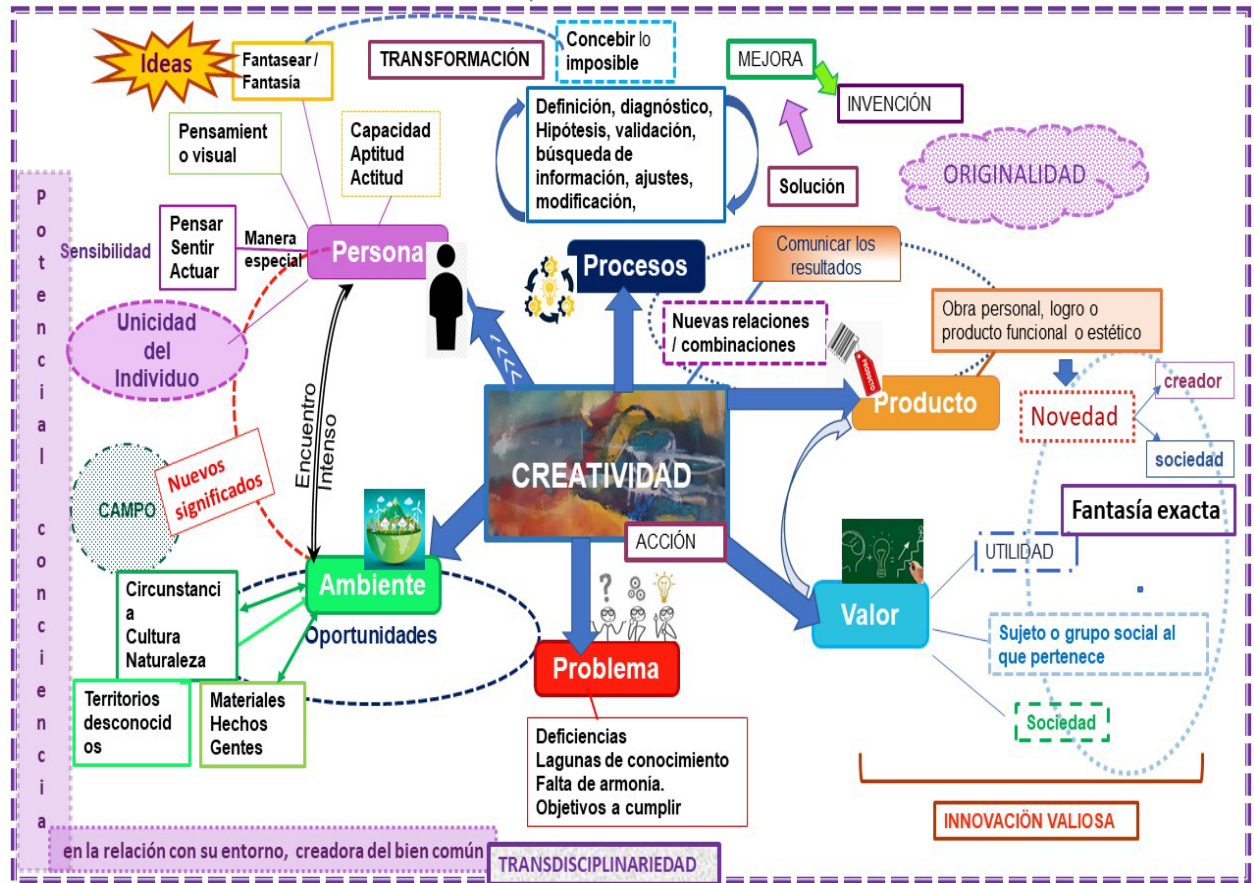 Ideas
Fantasear /
Fantasía
TRANSFORMACIÓN
Concebir lo
imposible
MEJORA
INVENCIÓN
Pensamient
o visual
Capacidad
Aptitud
Actitud
Definición, diagnóstico,
Hipótesis, validación,
búsqueda de
información, ajustes,
modificación,
Solución
ORIGINALIDAD
Potencial conciencia
Sensibilidad
Pensar
Sentir
Actuar
Manera
especial
Persona
Procesos
Comunicar los
resultados
Unicidad
del
Individuo
Nuevas relaciones
/ combinaciones
PRODUCTO
Obra personal, logro o
producto funcional o estético
Producto
creador
Novedad
sociedad
Encuentro
Intenso
Nuevos
significados
CAMPO
CREATIVIDAD
ACCIÓN
Fantasía exacta
UTILIDAD
Ambiente
Oportunidades
Circunstanci
a
Cultura
Naturaleza
Valor
Sujeto o grupo social al
que pertenece
Problema
Territorios
desconocid
os
Materiales
Hechos
Gentes
Sociedad
Deficiencias
Lagunas de conocimiento
Falta de armonía.
Objetivos a cumplir
INNOVACIÖN VALIOSA
en la relación con su entorno, creadora del bien común
TRANSDISCIPLINARIEDAD